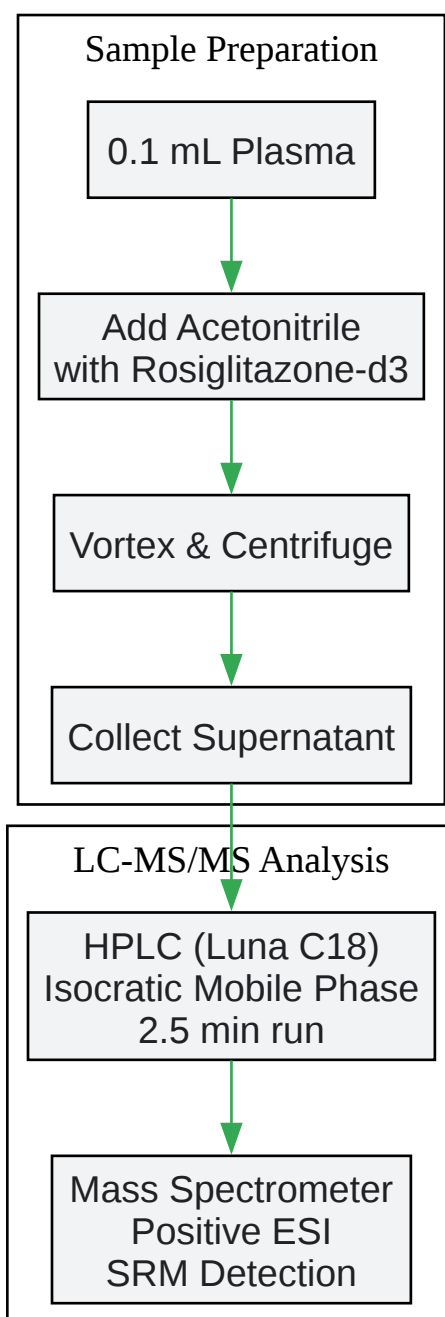 Sample Preparation
0.1 mL Plasma
Add Acetonitrile
with Rosiglitazone-d3
Vortex & Centrifuge
Collect Supernatant
LC-MS/MS Analysis
HPLC (Luna C18)
Isocratic Mobile Phase
2.5 min run
Mass Spectrometer
Positive ESI
SRM Detection